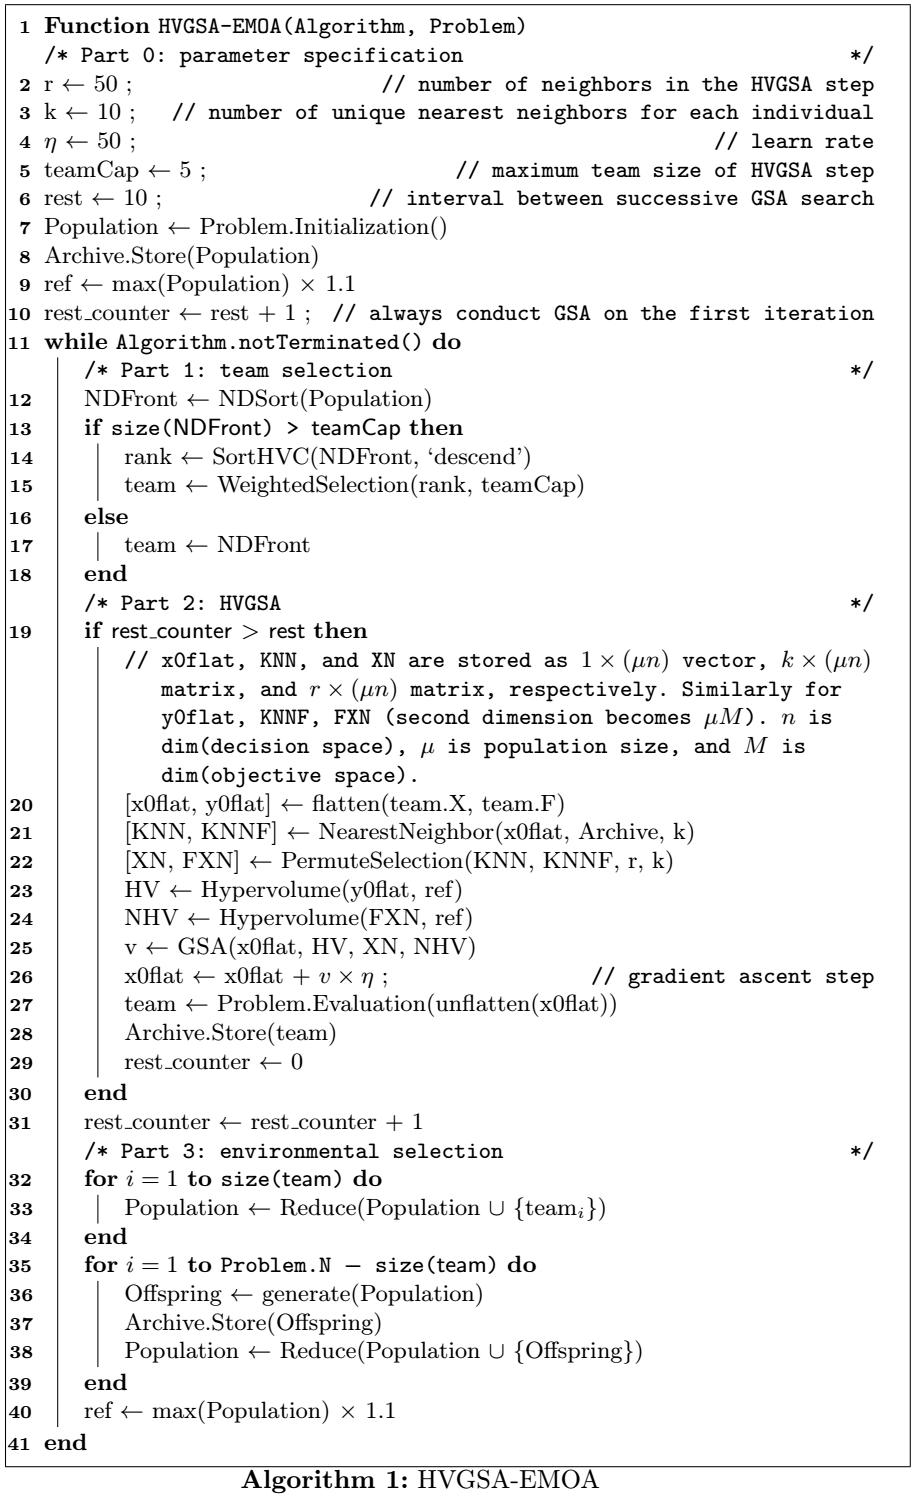 1 Function HVGSA-EMOA(Algorithm, Problem)
/* Part 0: parameter specification */
2 r ← 50 ; // number of neighbors in the HVGSA step
3 k ← 10 ; // number of unique nearest neighbors for each individual
4 η ← 50 ; // learn rate
5 teamCap ← 5 ; // maximum team size of HVGSA step
6 rest ← 10 ; // interval between successive GSA search
7 Population ← Problem.Initialization()
8 Archive.Store(Population)
9 ref ← max(Population) × 1.1
10 rest_counter ← rest + 1 ; // always conduct GSA on the first iteration
11 while Algorithm.notTerminated() do
/* Part 1: team selection */
12 NDFront ← NDSort(Population)
13 if size(NDFront) > teamCap then
14 rank ← SortHVC(NDFront, ‘descend’)
15 team ← WeightedSelection(rank, teamCap)
16 else
17 team ← NDFront
18 end
/* Part 2: HVGSA */
19 if rest_counter > rest then
// x0flat, KNN, and XN are stored as 1 × (μn) vector, k × (μn)
matrix, and r × (μn) matrix, respectively. Similarly for
y0flat, KNNF, FXN (second dimension becomes μM). n is
dim(decision space), μ is population size, and M is
dim(objective space).
20 [x0flat, y0flat] ← flatten(team.X, team.F)
21 [KNN, KNNF] ← NearestNeighbor(x0flat, Archive, k)
22 [XN, FXN] ← PermuteSelection(KNN, KNNF, r, k)
23 HV ← Hypervolume(y0flat, ref)
24 NHV ← Hypervolume(FXN, ref)
25 v ← GSA(x0flat, HV, XN, NHV)
26 x0flat ← x0flat + v × η ; // gradient ascent step
27 team ← Problem.Evaluation(unflatten(x0flat))
28 Archive.Store(team)
29 rest_counter ← 0
30 end
31 rest_counter ← rest_counter + 1
/* Part 3: environmental selection */
32 for i = 1 to size(team) do
33 Population ← Reduce(Population ∪ {teamᵢ})
34 end
35 for i = 1 to Problem.N − size(team) do
36 Offspring ← generate(Population)
37 Archive.Store(Offspring)
38 Population ← Reduce(Population ∪ {Offspring})
39 end
40 ref ← max(Population) × 1.1
41 end
Algorithm 1: HVGSA-EMOA